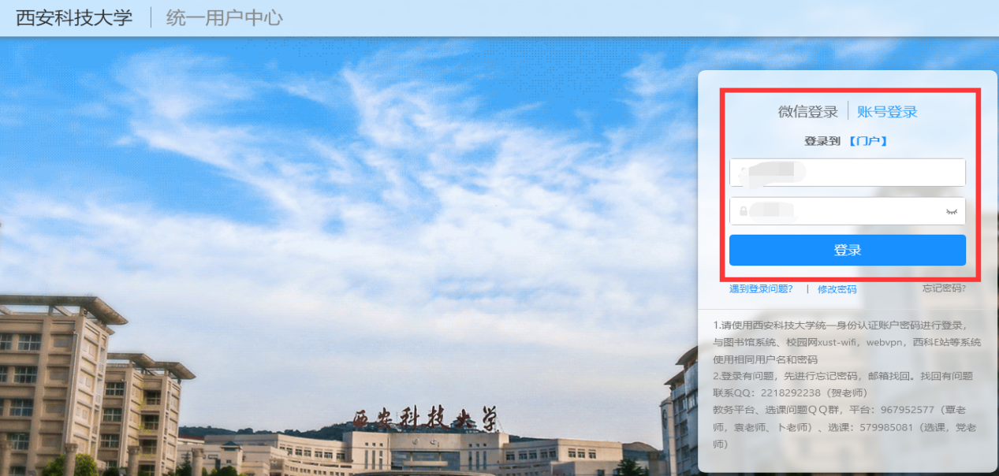 西安科技大学 | 统一用户中心
微信登录 | 账号登录
登录到 【门户】
登录
遇到登录问题? | 修改密码 忘记密码?
1.请使用西安科技大学统一身份认证账户密码进行登录，
与图书馆系统、校园网xust-wifi，webvpn，西科E站等系统
使用相同用户名和密码
2.登录有问题，先进行忘记密码，邮箱找回。找回有问题
联系QQ：2218292238（贺老师）
教务平台、选课问题ＱＱ群，平台：967952577（覃老
师，袁老师、卜老师）、选课：579985081（选课，党老
师）
西安科技大学